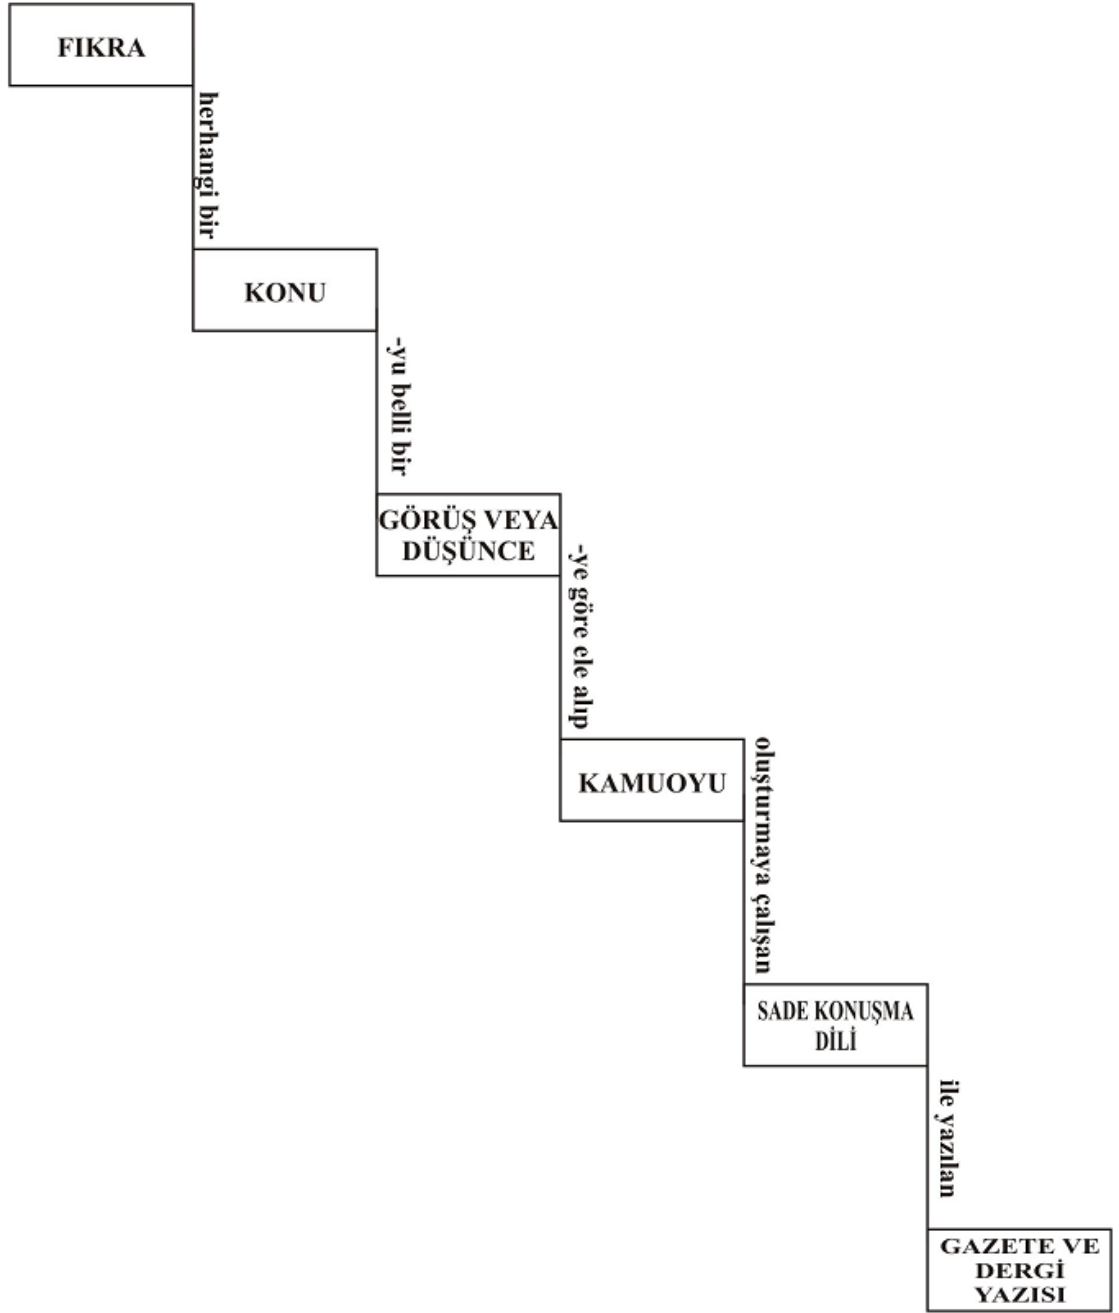 FIKRA
herhangi bir
KONU
-yu belli bir
GÖRÜŞ VEYA
DÜŞÜNCE
-ye göre ele alıp
KAMUOYU
oluşturmaya çalışan
SADE KONUŞMA
DİLİ
ile yazılan
GAZETE VE
DERGİ
YAZISI